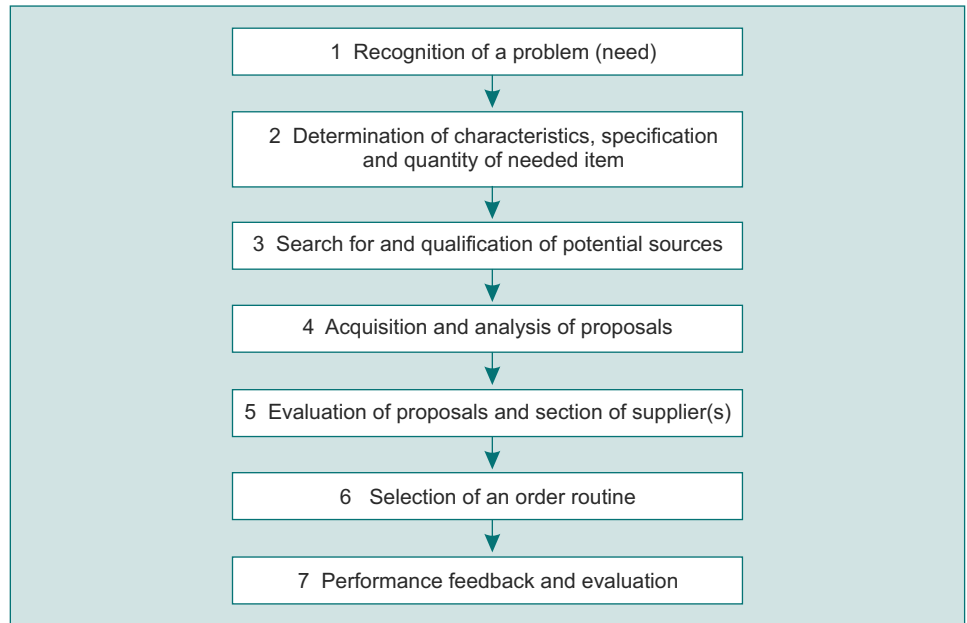 1 Recognition of a problem (need)
2 Determination of characteristics, specification
and quantity of needed item
3 Search for and qualification of potential sources
4 Acquisition and analysis of proposals
5 Evaluation of proposals and section of supplier(s)
6 Selection of an order routine
7 Performance feedback and evaluation